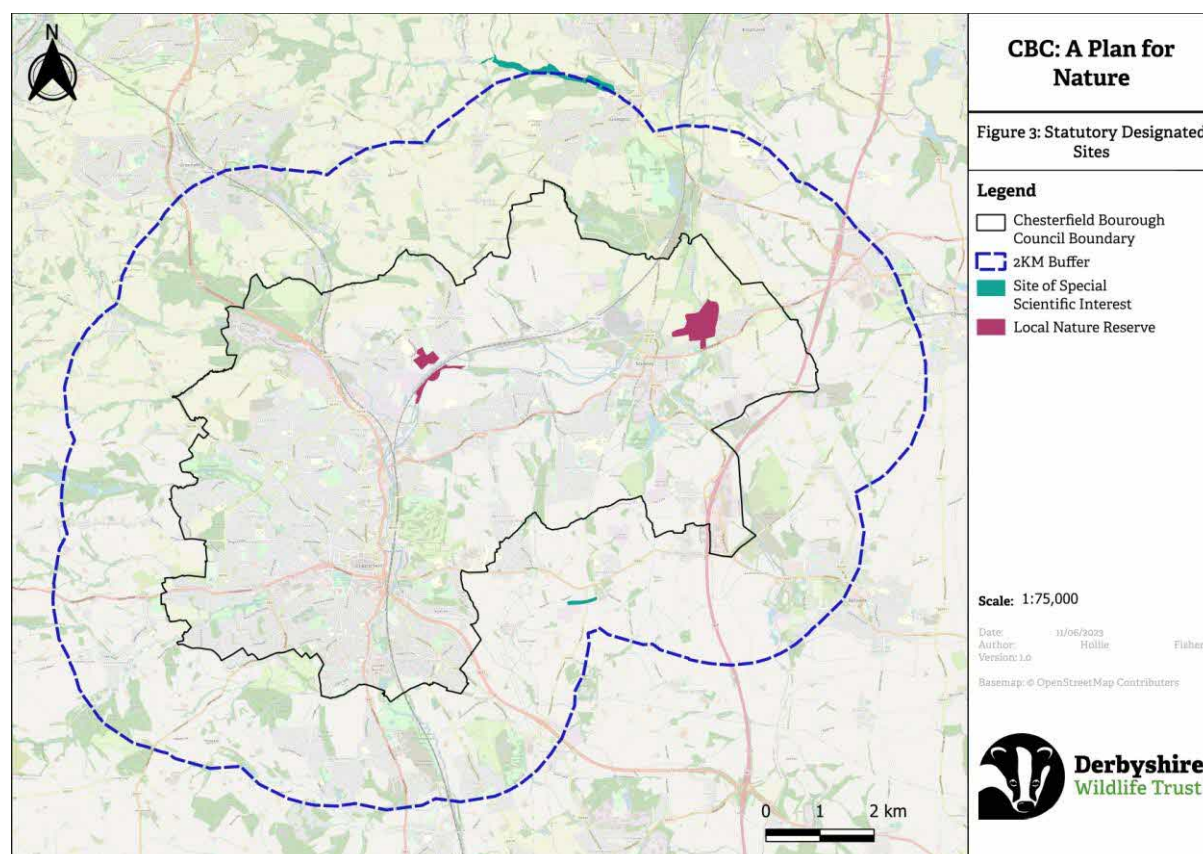 N
CBC: A Plan for
Nature
Figure 3: Statutory Designated
Sites
Legend
Chesterfield Bourough
Council Boundary
2KM Buffer
Site of Special
Scientific Interest
Local Nature Reserve
Scale: 1:75,000
Date: 11/06/2023
Author: Hollie Fisher
Version: 1.0
Basemap: © OpenStreetMap Contributors
0 1 2 km
Derbyshire
Wildlife Trust